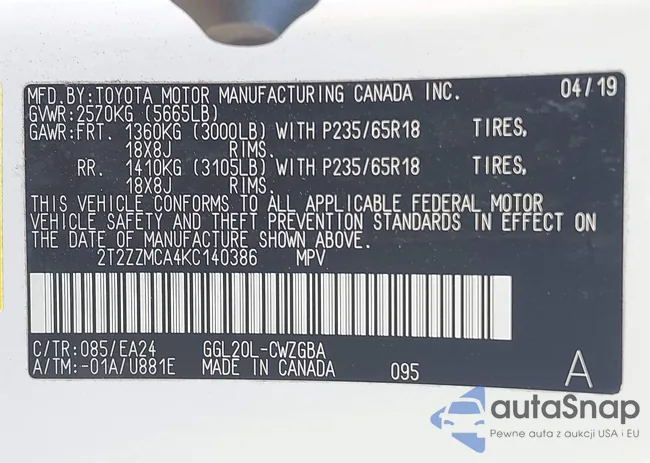 MFD.BY:TOYOTA MOTOR MANUFACTURING CANADA INC. 04/19
GVWR:2570KG (5665LB)
GAWR:FRT. 1360KG (3000LB) WITH P235/65R18 TIRES,
18X8J RIMS.
RR. 1410KG (3105LB) WITH P235/65R18 TIRES,
18X8J RIMS.
THIS VEHICLE CONFORMS TO ALL APPLICABLE FEDERAL MOTOR
VEHICLE SAFETY AND THEFT PREVENTION STANDARDS IN EFFECT ON
THE DATE OF MANUFACTURE SHOWN ABOVE.
2T2ZZMCA4KC140386 MPV
C/TR:085/EA24 GGL20L-CWZGBA
A/TM:-01A/U881E MADE IN CANADA 095 A
autaSnap
Pewne auta z aukcji USA i EU